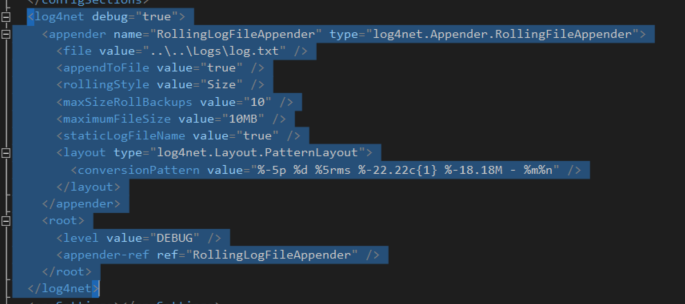 </configSections>
<log4net debug="true">
<appender name="RollingLogFileAppender" type="log4net.Appender.RollingFileAppender">
<file value="..\..\Logs\log.txt" />
<appendToFile value="true" />
<rollingStyle value="Size" />
<maxSizeRollBackups value="10" />
<maximumFileSize value="10MB" />
<staticLogFileName value="true" />
<layout type="log4net.Layout.PatternLayout">
<conversionPattern value="%-5p %d %5rms %-22.22c{1} %-18.18M - %m%n" />
</layout>
</appender>
<root>
<level value="DEBUG" />
<appender-ref ref="RollingLogFileAppender" />
</root>
</log4net>